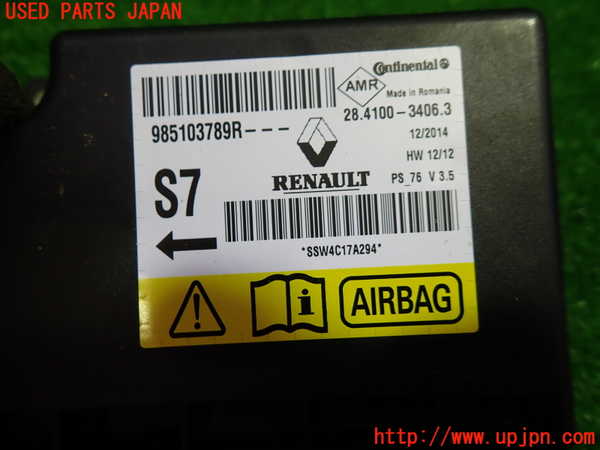 USED PARTS JAPAN
Continental
AMR
Made in Romania
985103789R---
28.4100-3406.3
12/2014
HW 12/12
RENAULT
PS_76 V 3.5
S7
*SSW4C17A294*
AIRBAG
http://www.upjpn.com/